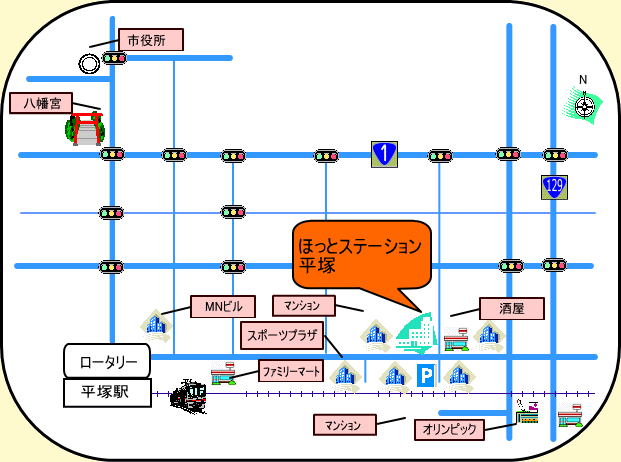 市役所
N
八幡宮
1
129
ほっとステーション
平塚
MNビル
マンション
酒屋
スポーツプラザ
ロータリー
ファミリーマート
P
平塚駅
マンション
オリンピック